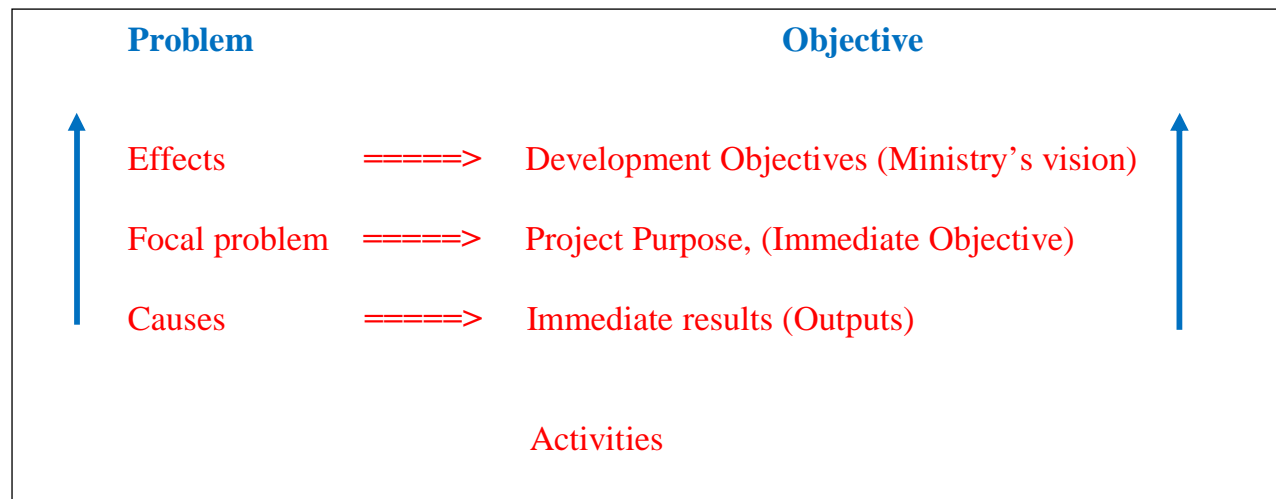 Problem Objective
Effects =====> Development Objectives (Ministry’s vision)
Focal problem =====> Project Purpose, (Immediate Objective)
Causes =====> Immediate results (Outputs)
Activities